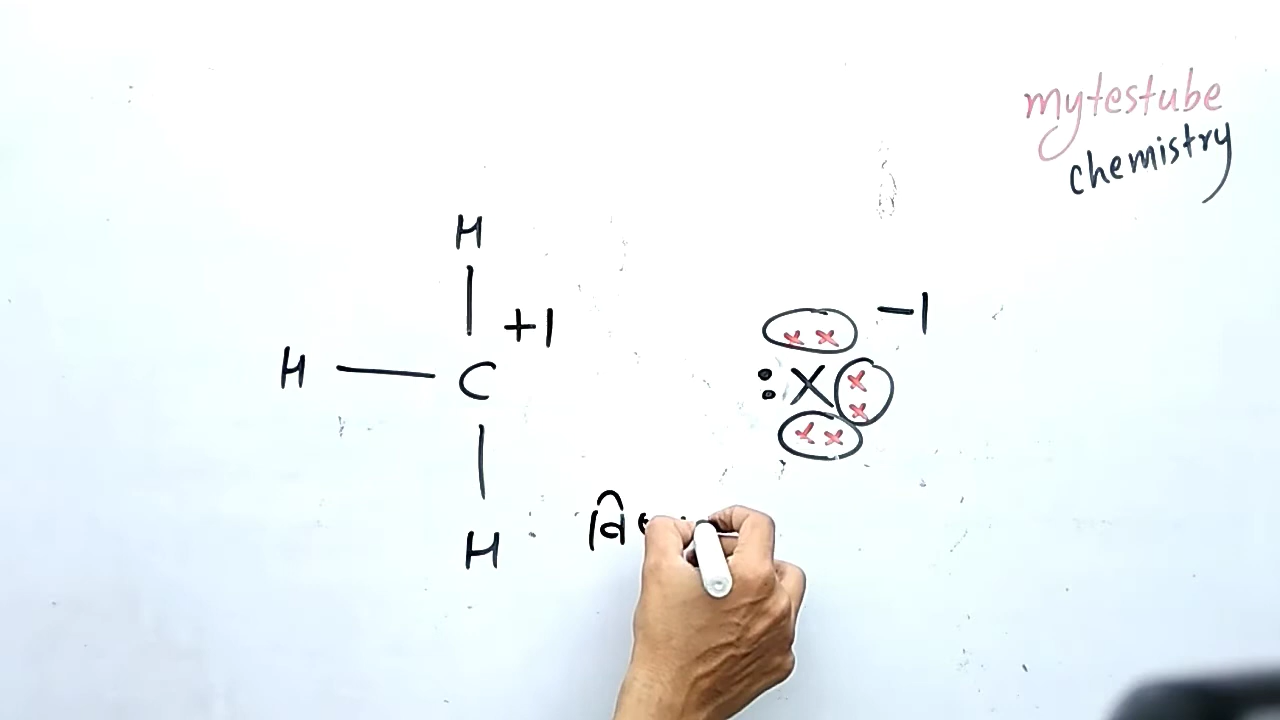 mytestube
chemistry
H
+1
H — C
H
-1
: X